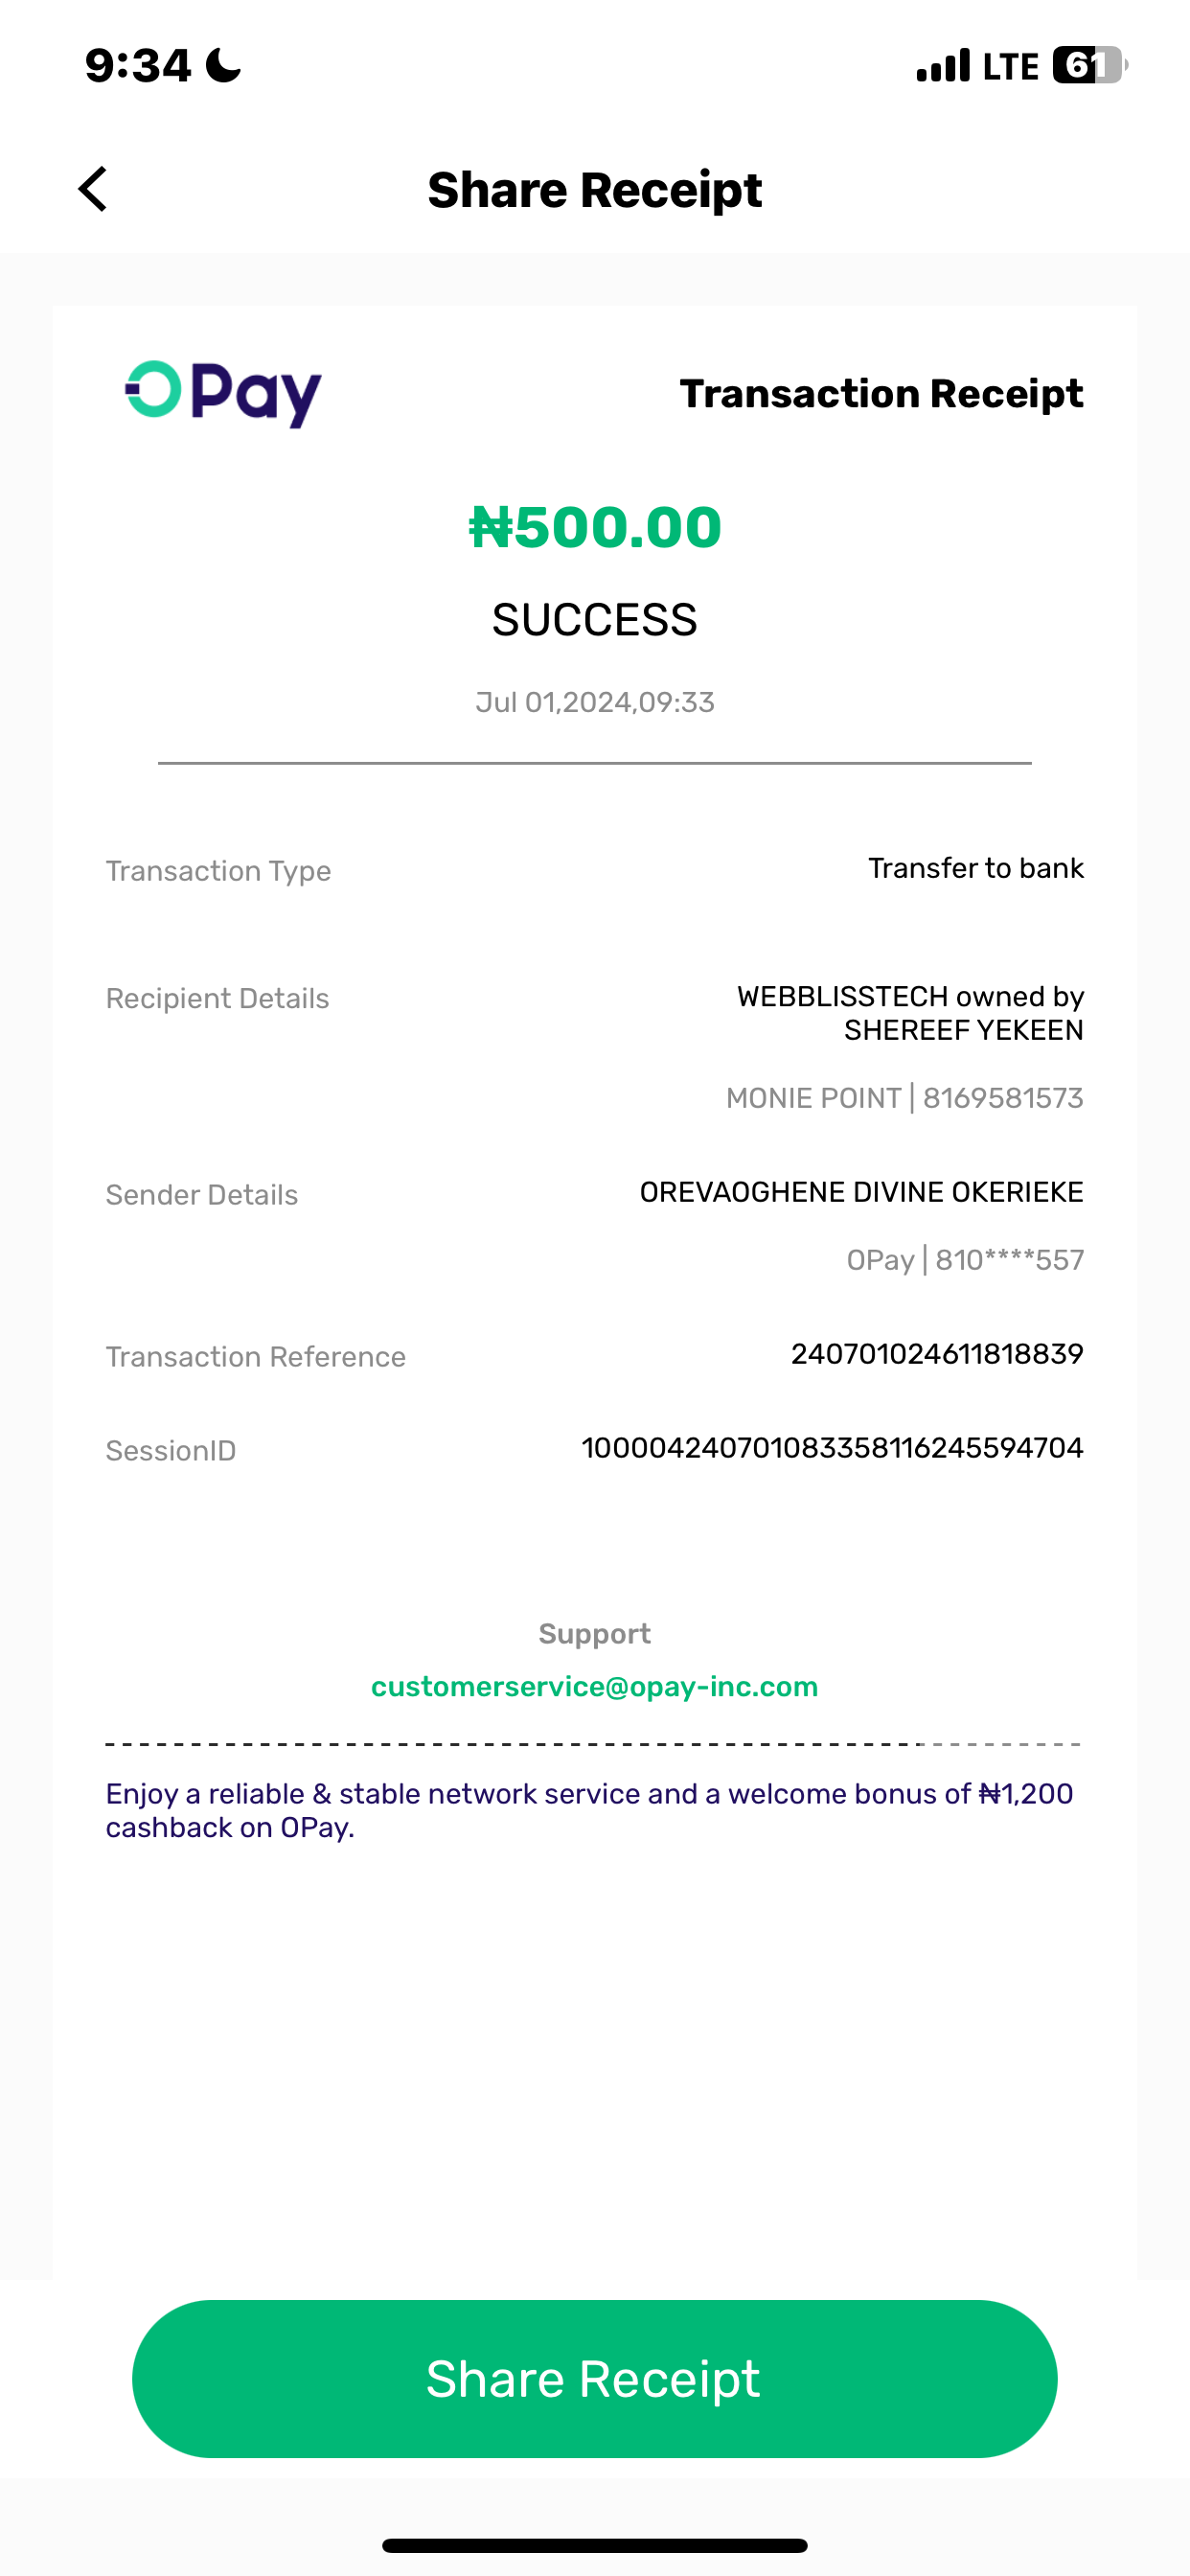 9:34
LTE 61
Share Receipt
OPay
Transaction Receipt
₦500.00
SUCCESS
Jul 01,2024,09:33
Transaction Type
Transfer to bank
Recipient Details
WEBBLISSTECH owned by
SHEREEF YEKEEN
MONIE POINT | 8169581573
Sender Details
OREVAOGHENE DIVINE OKERIEKE
OPay | 810****557
Transaction Reference
240701024611818839
SessionID
100004240701083358116245594704
Support
customerservice@opay-inc.com
Enjoy a reliable & stable network service and a welcome bonus of ₦1,200
cashback on OPay.
Share Receipt